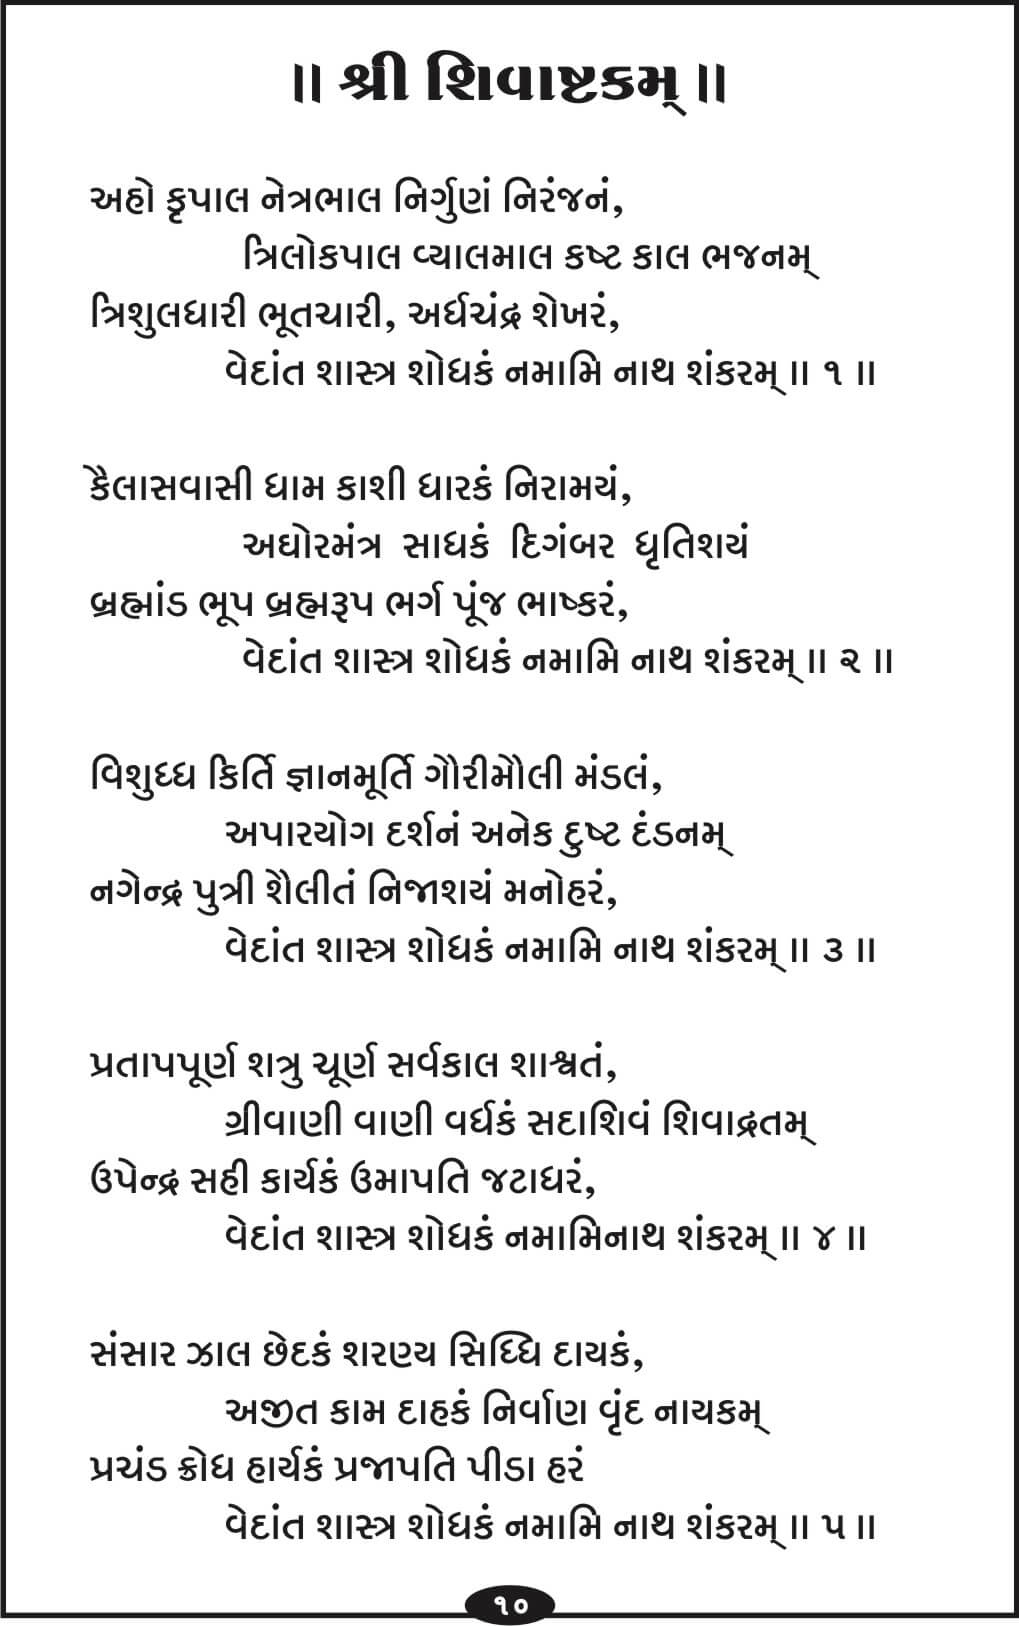 ॥ શ્રી શિવાષ્ટકમ્ ॥
અહો કૃપાલ નેત્રભાલ નિર્ગુણં નિરંજનં,
ત્રિલોકપાલ વ્યાલમાલ કષ્ટ કાલ ભજનમ્
ત્રિશુલધારી ભૂતચારી, અર્ધચંદ્ર શેખરં,
વેદાંત શાસ્ત્ર શોધકં નમામિ નાથ શંકરમ્ ॥ ૧ ॥
કૈલાસવાસી ધામ કાશી ધારકં નિરામયં,
અઘોરમંત્ર સાધકં દિગંબર ધૃતિશયં
બ્રહ્માંડ ભૂપ બ્રહ્મરૂપ ભર્ગ પૂંજ ભાષ્કરં,
વેદાંત શાસ્ત્ર શોધકં નમામિ નાથ શંકરમ્ ॥ ૨ ॥
વિશુધ્ધ કિર્તિ જ્ઞાનમૂર્તિ ગૌરીમૌલી મંડલં,
અપારયોગ દર્શનં અનેક દુષ્ટ દંડનમ્
નગેન્દ્ર પુત્રી શૈલીતં નિજાશયં મનોહરં,
વેદાંત શાસ્ત્ર શોધકં નમામિ નાથ શંકરમ્ ॥ ૩ ॥
પ્રતાપપૂર્ણ શત્રુ ચૂર્ણ સર્વકાલ શાશ્વતં,
ગ્રીવાણી વાણી વર્ધકં સદાશિવં શિવાદ્રતમ્
ઉપેન્દ્ર સહી કાર્યકં ઉમાપતિ જટાધરં,
વેદાંત શાસ્ત્ર શોધકં નમામિનાથ શંકરમ્ ॥ ૪ ॥
સંસાર ઝાલ છેદકં શરણ્ય સિધ્ધિ દાયકં,
અજીત કામ દાહકં નિર્વાણ વૃંદ નાયકમ્
પ્રચંડ ક્રોધ હાર્યકં પ્રજાપતિ પીડા હરં
વેદાંત શાસ્ત્ર શોધકં નમામિ નાથ શંકરમ્ ॥ ૫ ॥
૧૦